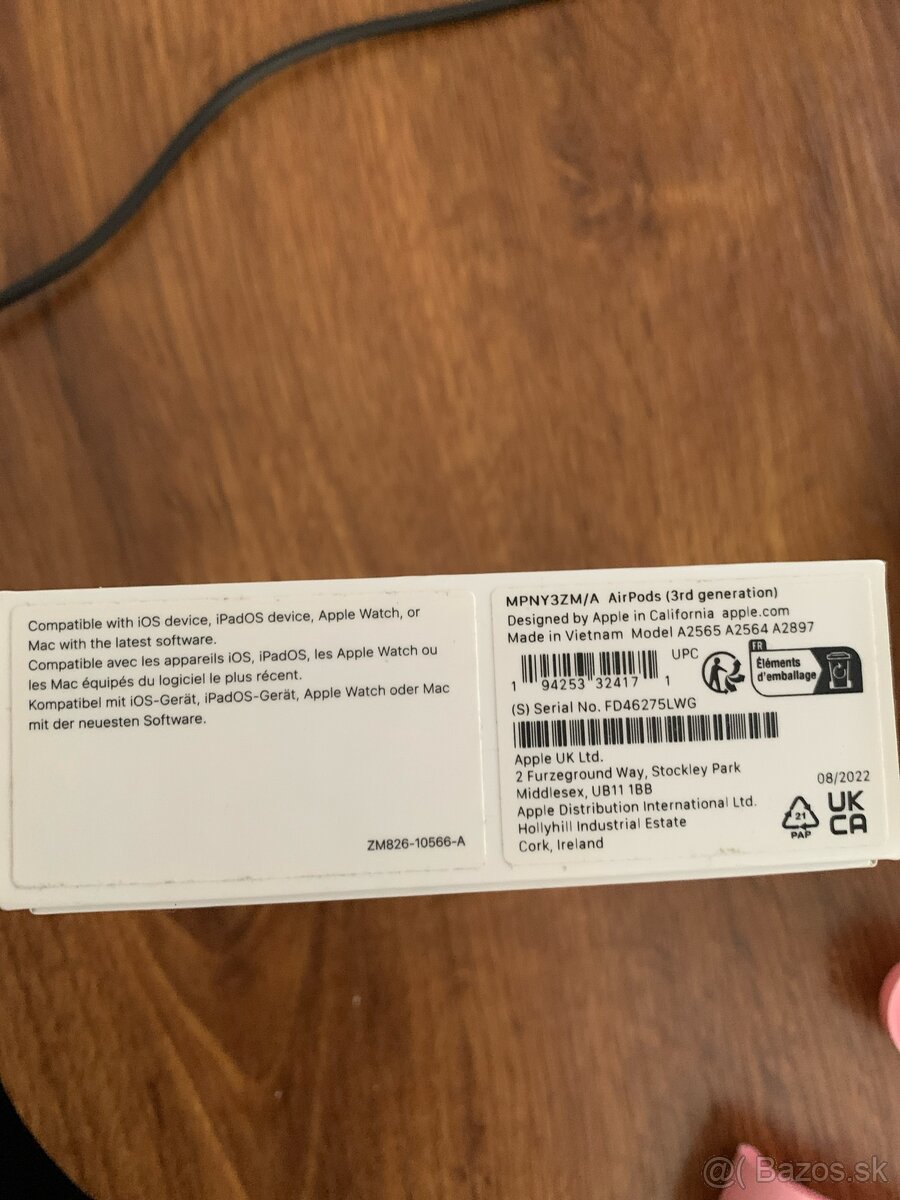 Compatible with iOS device, iPadOS device, Apple Watch, or
Mac with the latest software.
Compatible avec les appareils iOS, iPadOS, les Apple Watch ou
les Mac équipés du logiciel le plus récent.
Kompatibel mit iOS-Gerät, iPadOS-Gerät, Apple Watch oder Mac
mit der neuesten Software.
ZM826-10566-A
MPNY3ZM/A AirPods (3rd generation)
Designed by Apple in California apple.com
Made in Vietnam Model A2565 A2564 A2897
UPC
1 94253 32417 1
FR
Éléments
d'emballage
(S) Serial No. FD46275LWG
Apple UK Ltd.
2 Furzeground Way, Stockley Park
Middlesex, UB11 1BB
Apple Distribution International Ltd.
Hollyhill Industrial Estate
Cork, Ireland
08/2022
21
PAP
UK
CA
@( Bazos.sk